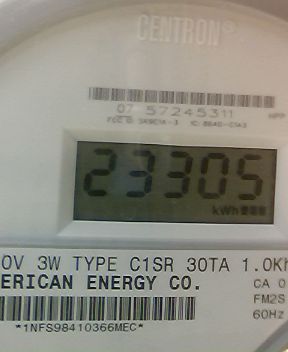 CENTRON®
07 57245311
23305
kWh
0V 3W TYPE C1SR 30TA 1.0Kh
ERICAN ENERGY CO.
CA 0
FM2S
60Hz
*1NFS98410366MEC*